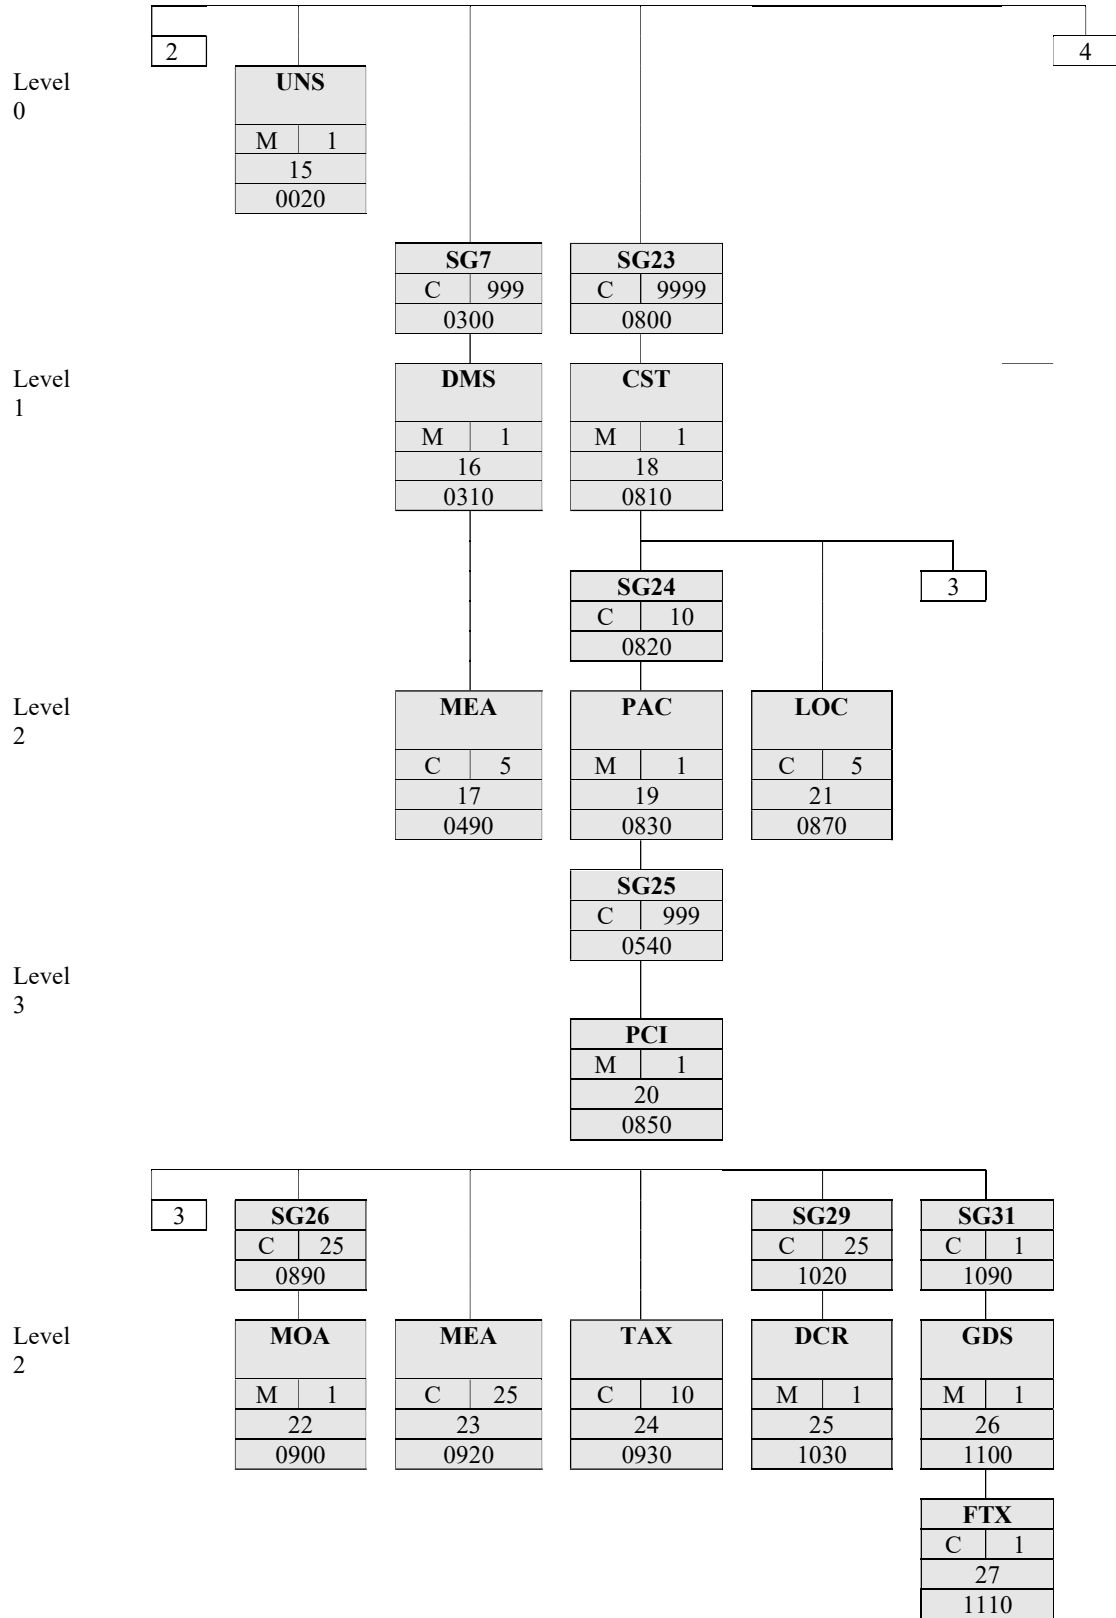 2
4
Level
0
UNS
M 1
15
0020
SG7 SG23
C 999 C 9999
0300 0800
Level
1
DMS CST
M 1 M 1
16 18
0310 0810
SG24 3
C 10
0820
Level
2
MEA PAC LOC
C 5 M 1 C 5
17 19 21
0490 0830 0870
SG25
C 999
0540
Level
3
PCI
M 1
20
0850
3 SG26 SG29 SG31
C 25 C 25 C 1
0890 1020 1090
Level
2
MOA MEA TAX DCR GDS
M 1 C 25 C 10 M 1 M 1
22 23 24 25 26
0900 0920 0930 1030 1100
FTX
C 1
27
1110